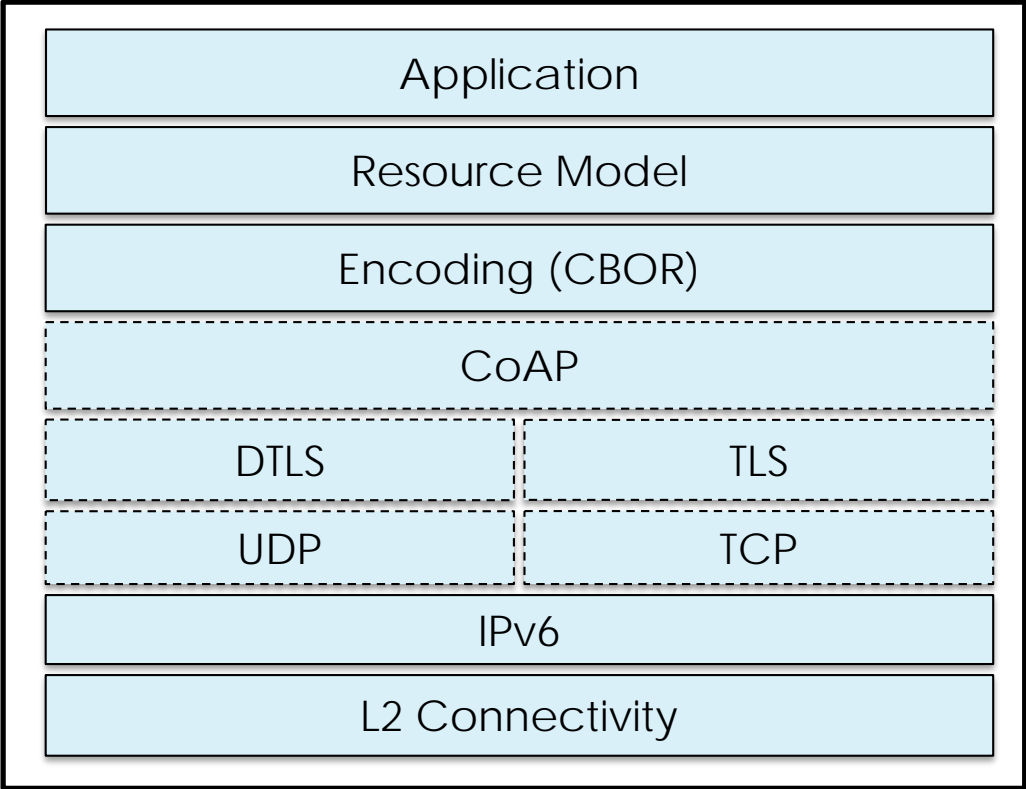 Application
Resource Model
Encoding (CBOR)
CoAP
DTLS
TLS
UDP
TCP
IPv6
L2 Connectivity